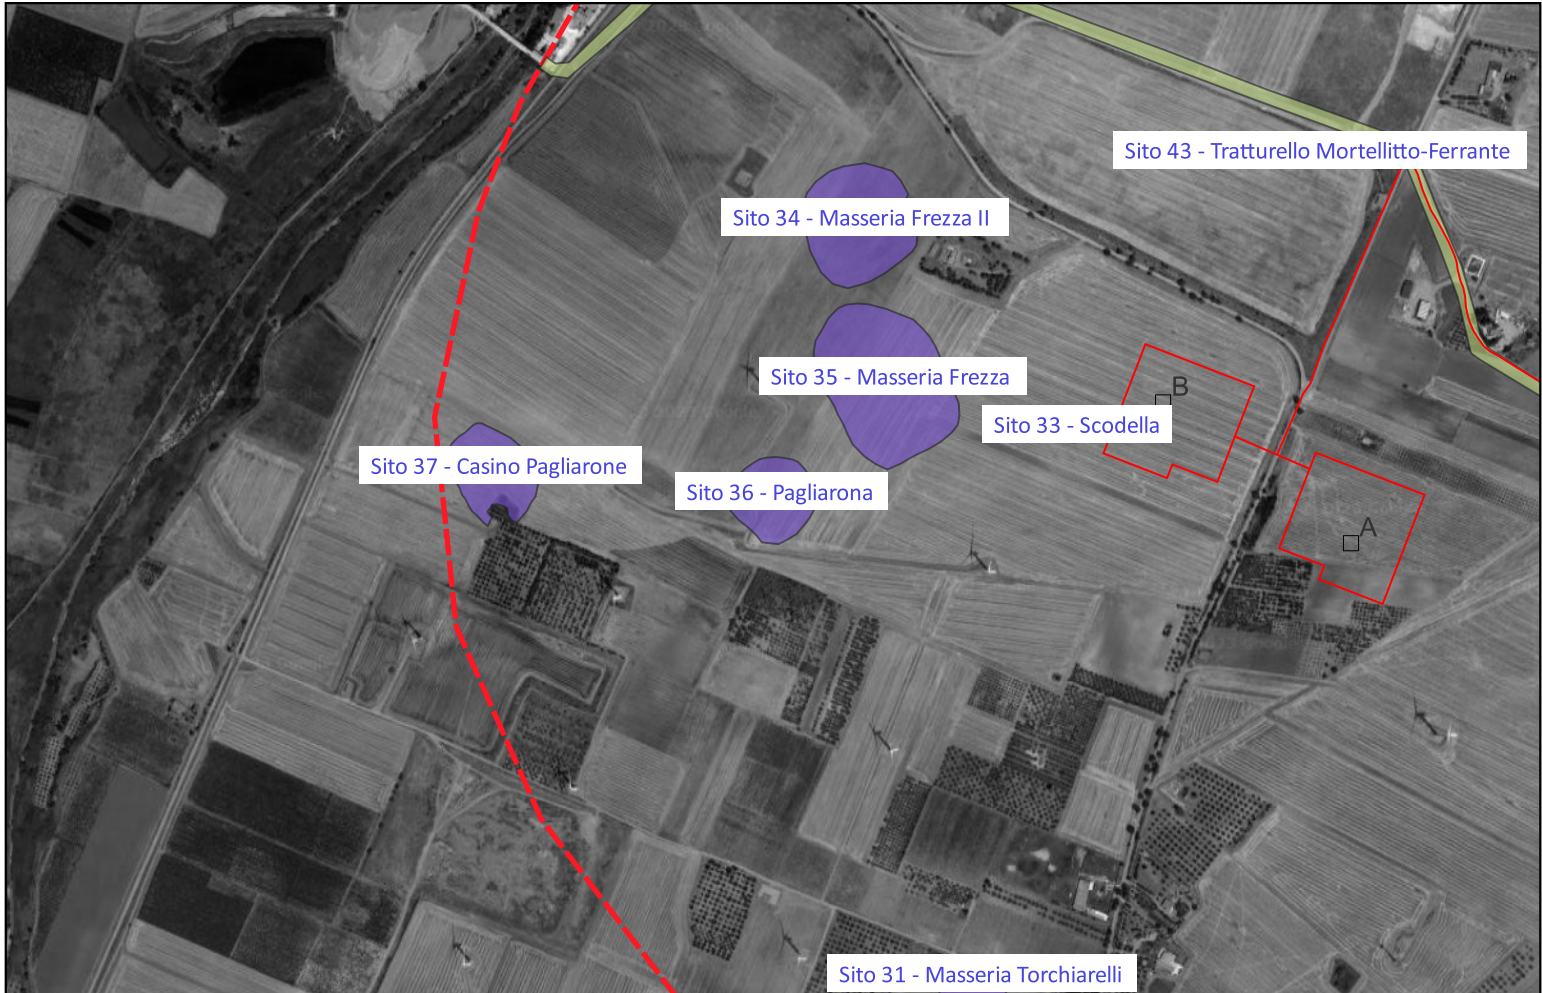 Sito 43 - Tratturello Mortellitto-Ferrante
Sito 34 - Masseria Frezza II
Sito 35 - Masseria Frezza
B
Sito 33 - Scodella
Sito 37 - Casino Pagliarone
Sito 36 - Pagliarona
A
Sito 31 - Masseria Torchiarelli